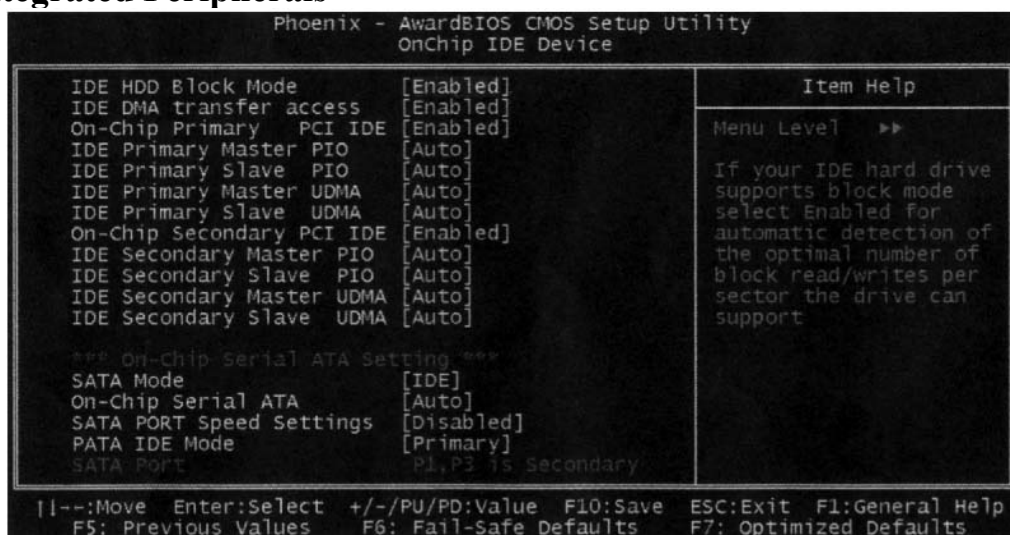 tegrated Peripherals
Phoenix - AwardBIOS CMOS Setup Utility
OnChip IDE Device
IDE HDD Block Mode [Enabled]
IDE DMA transfer access [Enabled]
On-Chip Primary PCI IDE [Enabled]
IDE Primary Master PIO [Auto]
IDE Primary Slave PIO [Auto]
IDE Primary Master UDMA [Auto]
IDE Primary Slave UDMA [Auto]
On-Chip Secondary PCI IDE [Enabled]
IDE Secondary Master PIO [Auto]
IDE Secondary Slave PIO [Auto]
IDE Secondary Master UDMA [Auto]
IDE Secondary Slave UDMA [Auto]
*** On-Chip Serial ATA Setting ***
SATA Mode [IDE]
On-Chip Serial ATA [Auto]
SATA PORT Speed Settings [Disabled]
PATA IDE Mode [Primary]
SATA Port P1,P3 is Secondary
Item Help
Menu Level ►►
If your IDE hard drive
supports block mode
select Enabled for
automatic detection of
the optimal number of
block read/writes per
sector the drive can
support
||--:Move Enter:Select +/-/PU/PD:Value F10:Save ESC:Exit F1:General Help
F5: Previous Values F6: Fail-Safe Defaults F7: Optimized Defaults